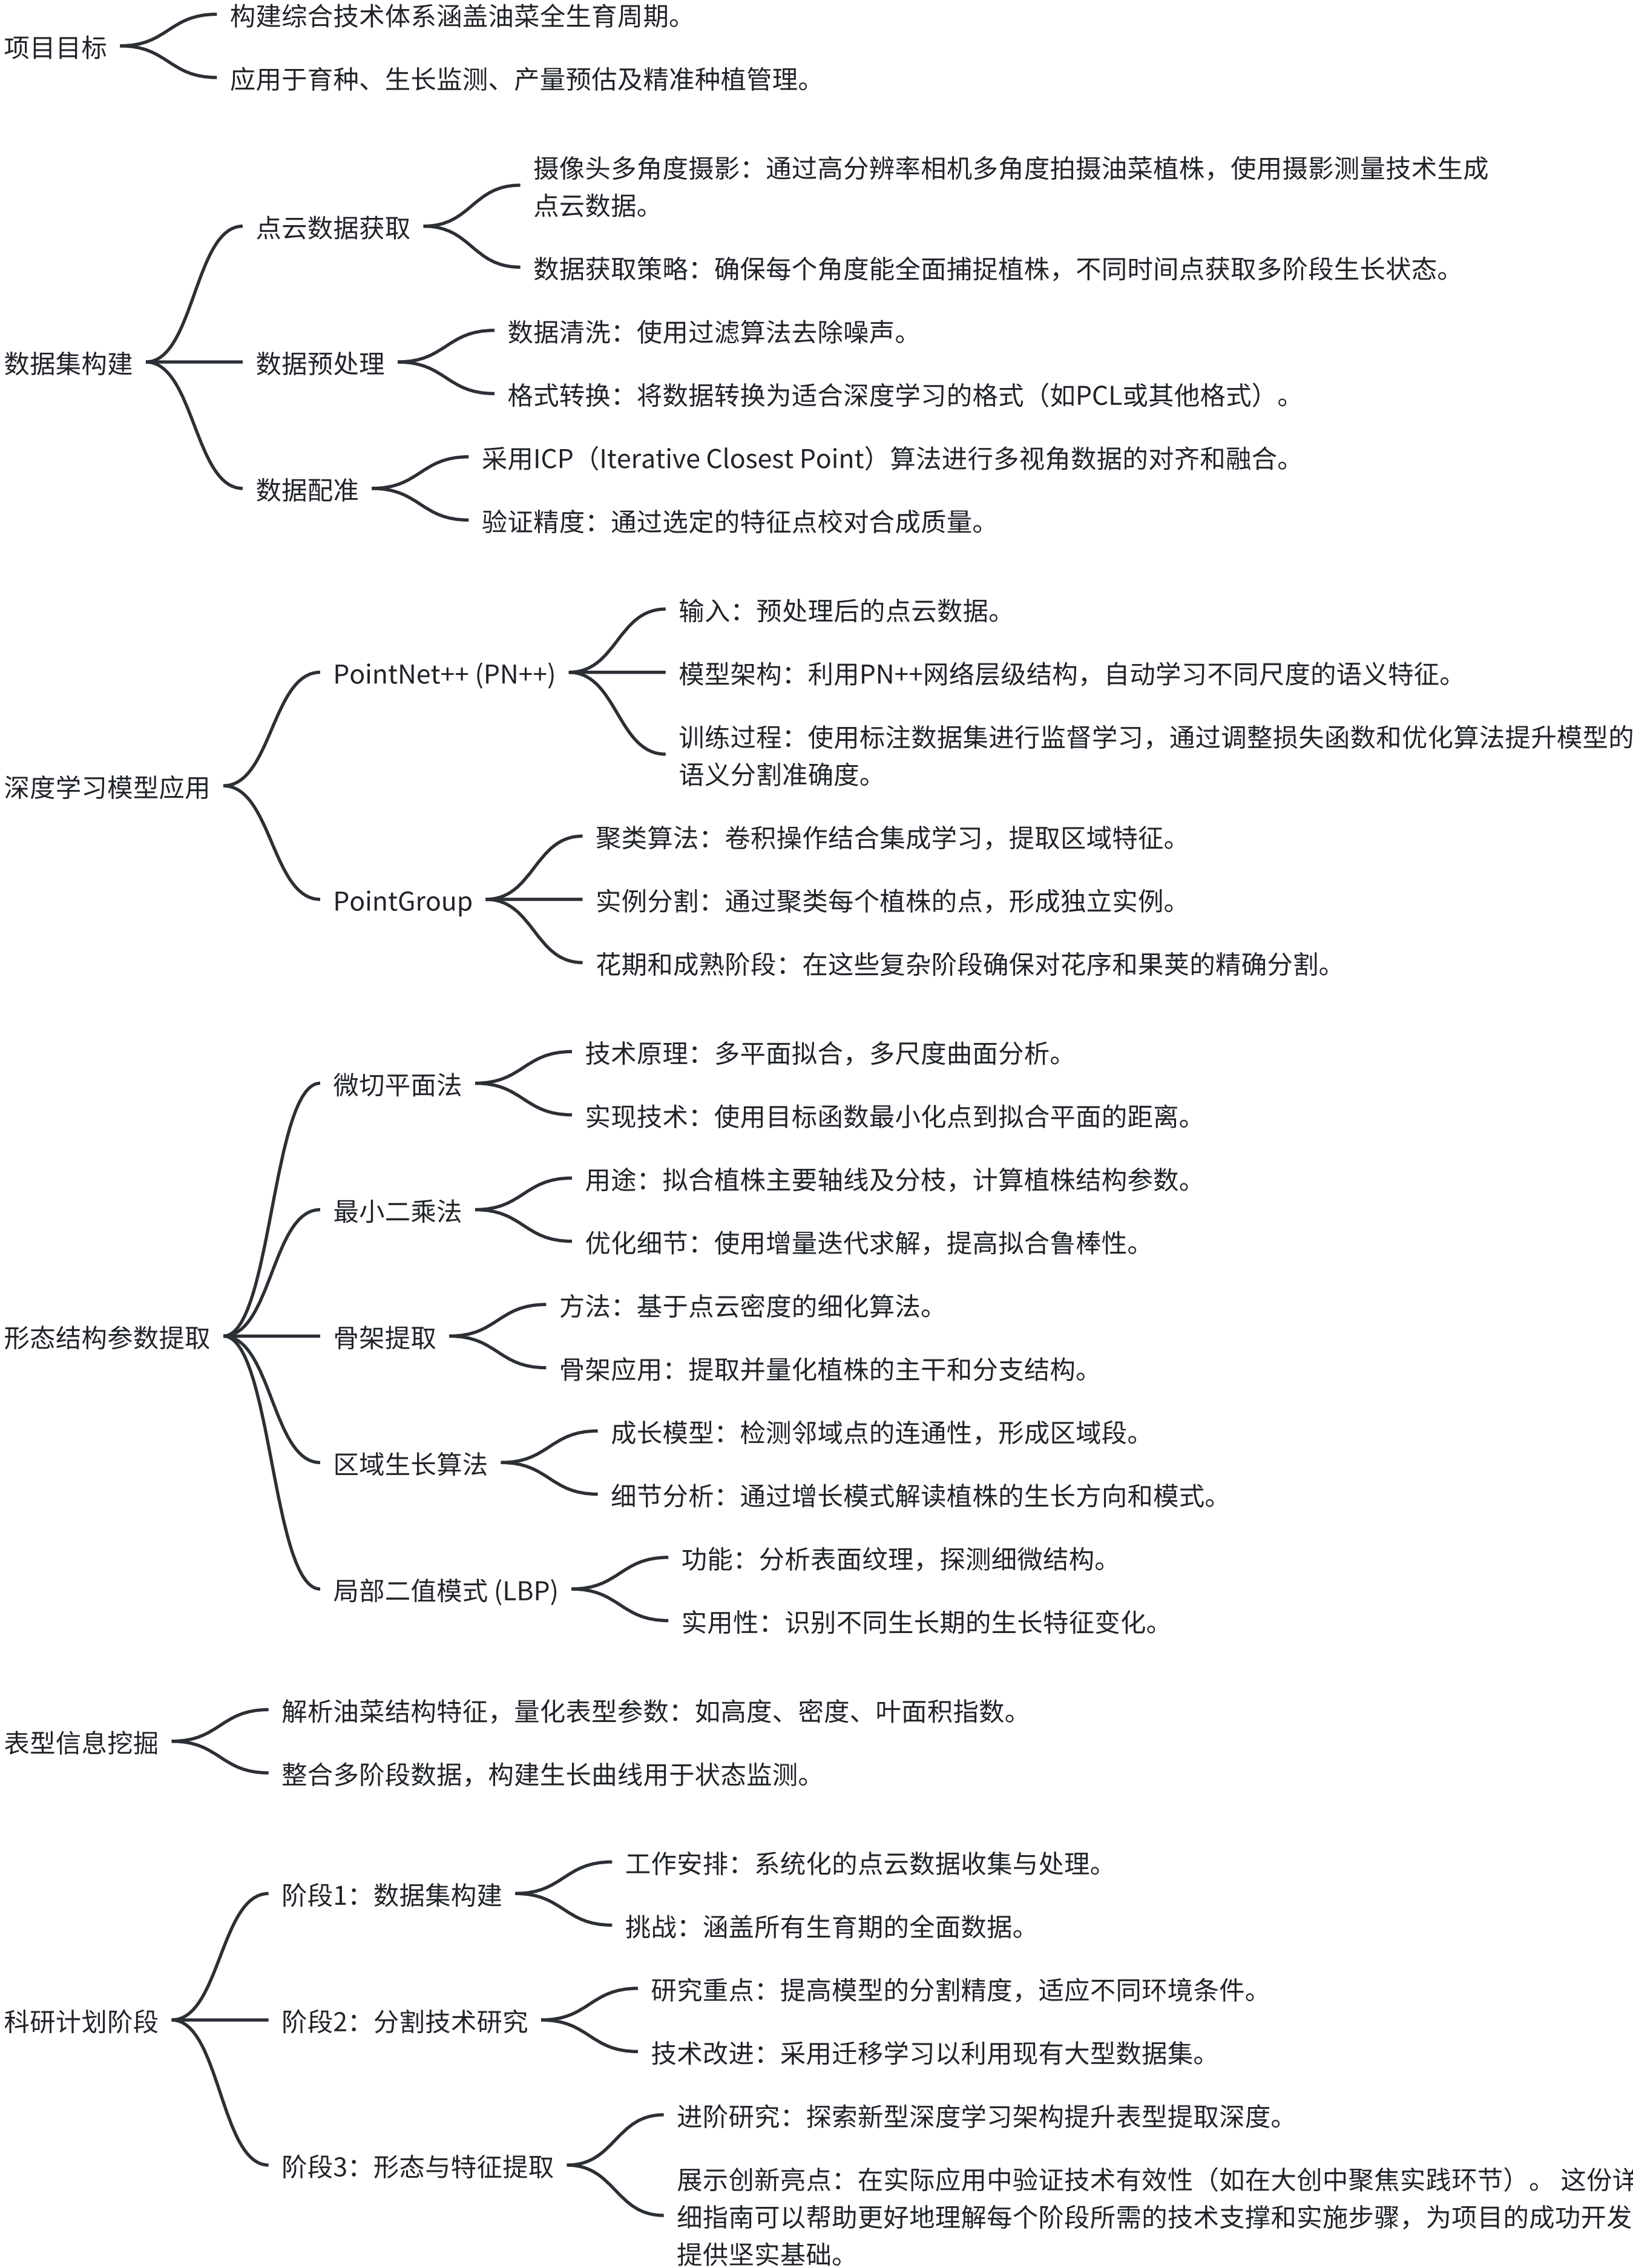 项目目标
构建综合技术体系涵盖油菜全生育周期。
应用于育种、生长监测、产量预估及精准种植管理。
数据集构建
点云数据获取
摄像头多角度摄影：通过高分辨率相机多角度拍摄油菜植株，使用摄影测量技术生成
点云数据。
数据获取策略：确保每个角度能全面捕捉植株，不同时间点获取多阶段生长状态。
数据预处理
数据清洗：使用过滤算法去除噪声。
格式转换：将数据转换为适合深度学习的格式（如PCL或其他格式）。
数据配准
采用ICP（Iterative Closest Point）算法进行多视角数据的对齐和融合。
验证精度：通过选定的特征点校对合成质量。
深度学习模型应用
PointNet++ (PN++)
输入：预处理后的点云数据。
模型架构：利用PN++网络层级结构，自动学习不同尺度的语义特征。
训练过程：使用标注数据集进行监督学习，通过调整损失函数和优化算法提升模型的
语义分割准确度。
PointGroup
聚类算法：卷积操作结合集成学习，提取区域特征。
实例分割：通过聚类每个植株的点，形成独立实例。
花期和成熟阶段：在这些复杂阶段确保对花序和果荚的精确分割。
形态结构参数提取
微切平面法
技术原理：多平面拟合，多尺度曲面分析。
实现技术：使用目标函数最小化点到拟合平面的距离。
最小二乘法
用途：拟合植株主要轴线及分枝，计算植株结构参数。
优化细节：使用增量迭代求解，提高拟合鲁棒性。
骨架提取
方法：基于点云密度的细化算法。
骨架应用：提取并量化植株的主干和分支结构。
区域生长算法
成长模型：检测邻域点的连通性，形成区域段。
细节分析：通过增长模式解读植株的生长方向和模式。
局部二值模式 (LBP)
功能：分析表面纹理，探测细微结构。
实用性：识别不同生长期的生长特征变化。
表型信息挖掘
解析油菜结构特征，量化表型参数：如高度、密度、叶面积指数。
整合多阶段数据，构建生长曲线用于状态监测。
科研计划阶段
阶段1：数据集构建
工作安排：系统化的点云数据收集与处理。
挑战：涵盖所有生育期的全面数据。
阶段2：分割技术研究
研究重点：提高模型的分割精度，适应不同环境条件。
技术改进：采用迁移学习以利用现有大型数据集。
阶段3：形态与特征提取
进阶研究：探索新型深度学习架构提升表型提取深度。
展示创新亮点：在实际应用中验证技术有效性（如在大创中聚焦实践环节）。 这份详
细指南可以帮助更好地理解每个阶段所需的技术支撑和实施步骤，为项目的成功开发
提供坚实基础。